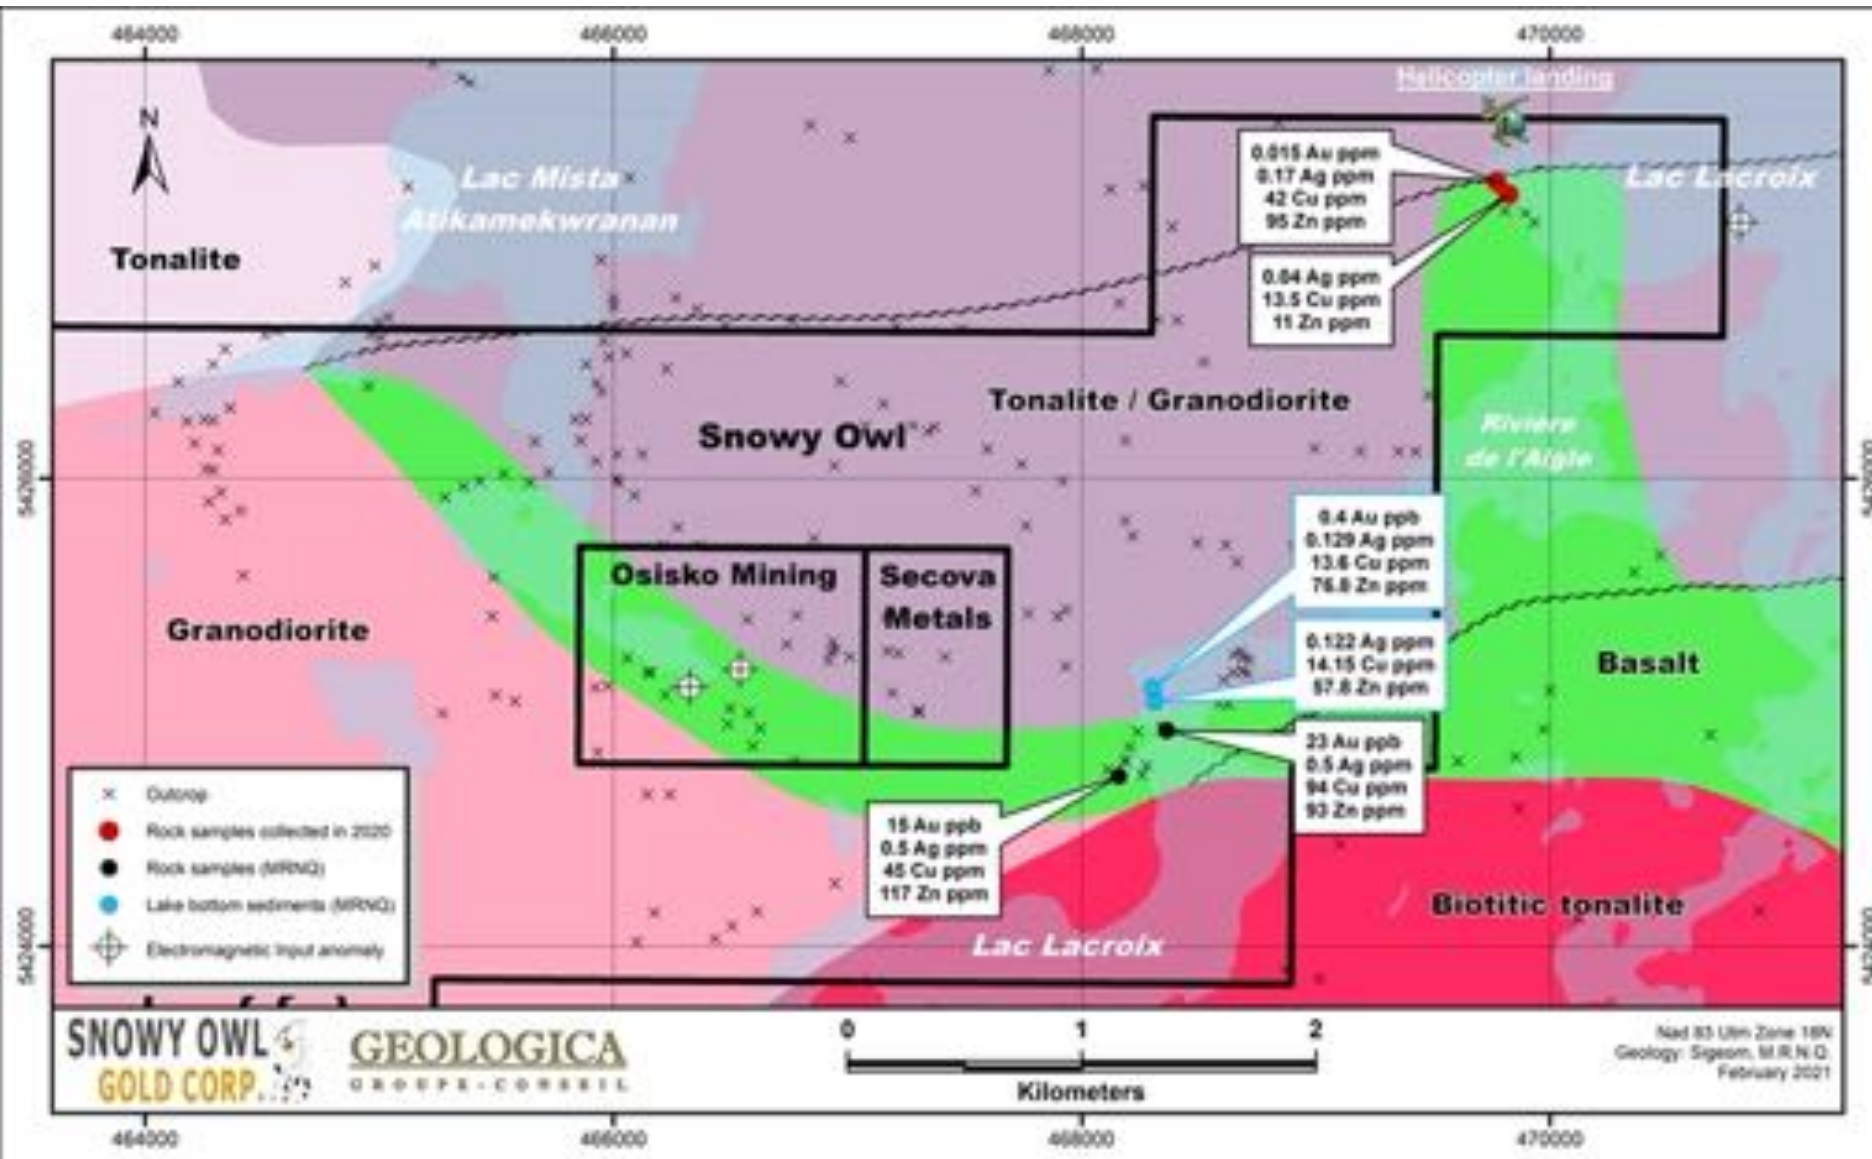 464000 466000 468000 470000
Helicopter landing
N
0.015 Au ppm
0.17 Ag ppm
42 Cu ppm
95 Zn ppm
Lac Mista
Atikamekwranan
Lac Lacroix
Tonalite
0.04 Ag ppm
13.5 Cu ppm
11 Zn ppm
Tonalite / Granodiorite
Snowy Owl
Rivière
de l'Aigle
5426000
5426000
0.4 Au ppb
0.129 Ag ppm
13.6 Cu ppm
76.8 Zn ppm
Osisko Mining
Secova
Metals
Granodiorite
0.122 Ag ppm
14.15 Cu ppm
57.8 Zn ppm
Basalt
23 Au ppb
0.5 Ag ppm
94 Cu ppm
93 Zn ppm
15 Au ppb
0.5 Ag ppm
45 Cu ppm
117 Zn ppm
Outcrop
Rock samples collected in 2020
Rock samples (MRNQ)
Lake bottom sediments (MRNQ)
Electromagnetic Input anomaly
Biotitic tonalite
Lac Lacroix
5424000
5424000
SNOWY OWL
GOLD CORP.
GEOLOGICA
GROUPE-CONSEIL
0 1 2
Kilometers
Nad 83 Utm Zone 18N
Geology: Sigeom, M.R.N.Q.
February 2021
464000 466000 468000 470000